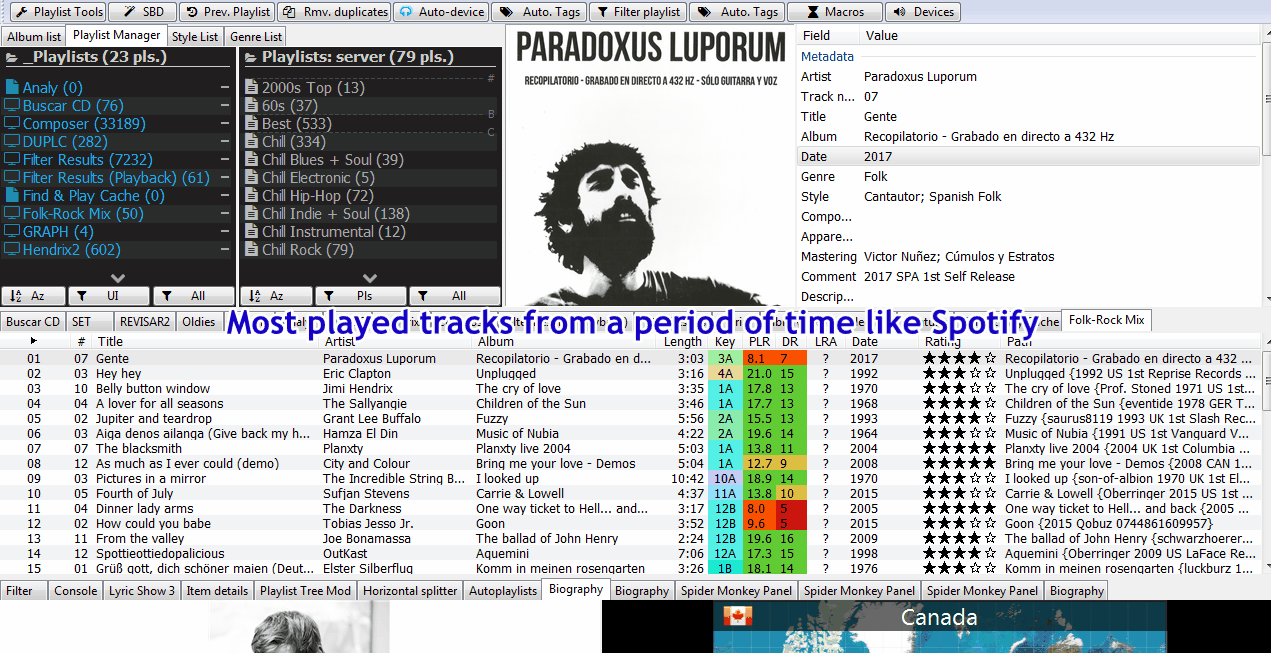 Playlist Tools SBD Prev. Playlist Rmv. duplicates Auto-device Auto. Tags Filter playlist Auto. Tags Macros Devices
Album list Playlist Manager Style List Genre List
_Playlists (23 pls.)
Analy (0)
Buscar CD (76)
Composer (33189)
DUPLC (282)
Filter Results (7232)
Filter Results (Playback) (61)
Find & Play Cache (0)
Folk-Rock Mix (50)
GRAPH (4)
Hendrix2 (602)
Az UI All
Playlists: server (79 pls.)
#
2000s Top (13)
60s (37)
B
Best (533)
C
Chill (334)
Chill Blues + Soul (39)
Chill Electronic (5)
Chill Hip-Hop (72)
Chill Indie + Soul (138)
Chill Instrumental (12)
Chill Rock (79)
Az Pls All
PARADOXUS LUPORUM
RECOPILATORIO - GRABADO EN DIRECTO A 432 HZ - SÓLO GUITARRA Y VOZ
Field Value
Metadata
Artist Paradoxus Luporum
Track n... 07
Title Gente
Album Recopilatorio - Grabado en directo a 432 Hz
Date 2017
Genre Folk
Style Cantautor; Spanish Folk
Compo...
Appare...
Mastering Victor Nuñez; Cúmulos y Estratos
Comment 2017 SPA 1st Self Release
Descrip...
Buscar CD SET REVISAR2 Oldies Folk-Rock Mix
Most played tracks from a period of time like Spotify
# Title Artist Album Length Key PLR DR LRA Date Rating Path
01 07 Gente Paradoxus Luporum Recopilatorio - Grabado en d... 3:03 3A 8.1 7 ? 2017 ★★★★☆ Recopilatorio - Grabado en directo a 432 ...
02 03 Hey hey Eric Clapton Unplugged 3:16 4A 21.0 15 ? 1992 ★★★☆☆ Unplugged {1992 US 1st Reprise Records ...
03 10 Belly button window Jimi Hendrix The cry of love 3:35 1A 17.8 13 ? 1970 ★★★☆☆ The cry of love {Prof. Stoned 1971 US 1st...
04 04 A lover for all seasons The Sallyangie Children of the Sun 3:46 1A 17.7 13 ? 1968 ★★★☆☆ Children of the Sun {eventide 1978 GER T...
05 02 Jupiter and teardrop Grant Lee Buffalo Fuzzy 5:56 2A 15.5 13 ? 1993 ★★★★☆ Fuzzy {saurus8119 1993 UK 1st Slash Rec...
06 03 Aiga denos ailanga (Give back my h... Hamza El Din Music of Nubia 4:22 2A 19.6 14 ? 1964 ★★★☆☆ Music of Nubia {1991 US 1st Vanguard V...
07 07 The blacksmith Planxty Planxty live 2004 5:03 1A 13.8 11 ? 2004 ★★★★★ Planxty live 2004 {2004 UK 1st Columbia ...
08 12 As much as I ever could (demo) City and Colour Bring me your love - Demos 5:04 1A 12.7 9 ? 2008 ★★★★★ Bring me your love - Demos {2008 CAN 1...
09 03 Pictures in a mirror The Incredible String B... I looked up 10:42 10A 18.9 14 ? 1970 ★★★☆☆ I looked up {son-of-albion 1970 UK 1st El...
10 05 Fourth of July Sufjan Stevens Carrie & Lowell 4:37 11A 13.8 10 ? 2015 ★★★☆☆ Carrie & Lowell {Oberringer 2015 US 1st ...
11 04 Dinner lady arms The Darkness One way ticket to Hell... and... 3:17 12B 8.0 5 ? 2005 ★★★★★ One way ticket to Hell... and back {2005 ...
12 02 How could you babe Tobias Jesso Jr. Goon 3:52 12B 9.6 5 ? 2015 ★★★☆☆ Goon {2015 Qobuz 0744861609957}
13 11 From the valley Joe Bonamassa The ballad of John Henry 2:24 12B 19.6 16 ? 2009 ★★★★☆ The ballad of John Henry {schwarzhoerer...
14 12 Spottieottiedopalicious OutKast Aquemini 7:06 12A 17.3 15 ? 1998 ★★★★☆ Aquemini {Oberringer 2009 US LaFace Re...
15 01 Grüß gott, dich schöner maien (Deut... Elster Silberflug Komm in meinen rosengarten 3:26 1B 18.1 14 ? 1976 ★★★☆☆ Komm in meinen rosengarten {luckburz 1...
Filter Console Lyric Show 3 Item details Playlist Tree Mod Horizontal splitter Autoplaylists Biography Biography Spider Monkey Panel Spider Monkey Panel Spider Monkey Panel Biography
Canada